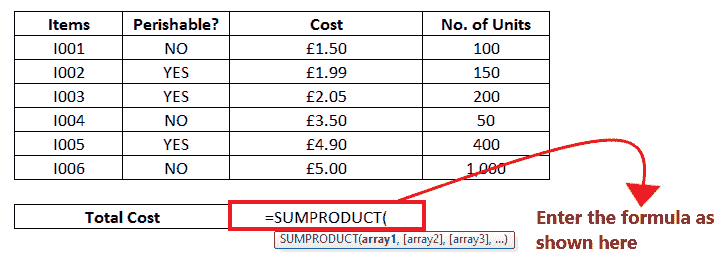 Items Perishable? Cost No. of Units
I001 NO £1.50 100
I002 YES £1.99 150
I003 YES £2.05 200
I004 NO £3.50 50
I005 YES £4.90 400
I006 NO £5.00 1,000
Total Cost =SUMPRODUCT(
SUMPRODUCT(array1, [array2], [array3], ...)
Enter the formula as
shown here